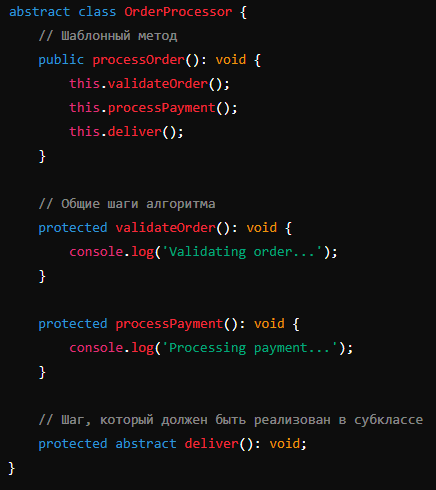 abstract class OrderProcessor {
// Шаблонный метод
public processOrder(): void {
this.validateOrder();
this.processPayment();
this.deliver();
}
// Общие шаги алгоритма
protected validateOrder(): void {
console.log('Validating order...');
}
protected processPayment(): void {
console.log('Processing payment...');
}
// Шаг, который должен быть реализован в субклассе
protected abstract deliver(): void;
}